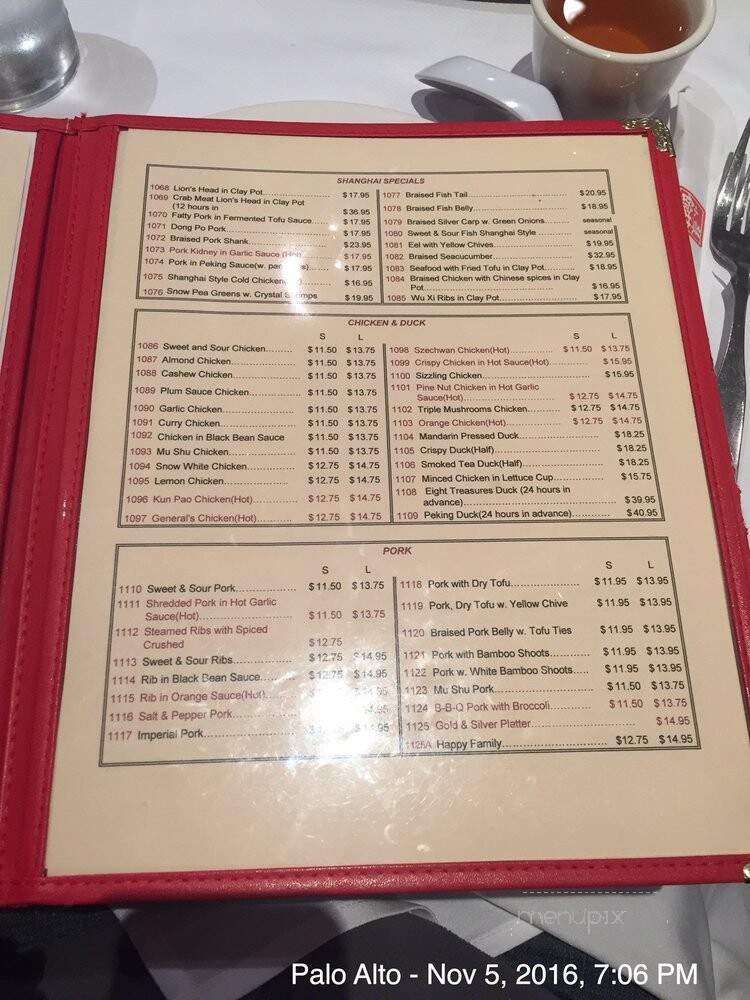 SHANGHAI SPECIALS
1068 Lion's Head in Clay Pot........ $17.95
1069 Crab Meat Lion's Head in Clay Pot
(12 hours in $36.95
1070 Fatty Pork in Fermented Tofu Sauce..... $17.95
1071 Dong Po Pork........ $17.95
1072 Braised Pork Shank........ $23.95
1073 Pork Kidney in Garlic Sauce (Hot) $17.95
1074 Pork in Peking Sauce(w. $17.95
1075 Shanghai Style Cold Chicken $16.95
1076 Snow Pea Greens w. Crystal Shrimps $19.95
1077 Braised Fish Tail........ $20.95
1078 Braised Fish Belly........ $18.95
1079 Braised Silver Carp w. Green Onions........ seasonal
1080 Sweet & Sour Fish Shanghai Style........ seasonal
1081 Eel with Yellow Chives........ $19.95
1082 Braised Seacucumber........ $32.95
1083 Seafood with Fried Tofu in Clay Pot..... $18.95
1084 Braised Chicken with Chinese spices in Clay
Pot........ $16.95
1085 Wu Xi Ribs in Clay Pot........ $17.95
CHICKEN & DUCK
S L
1086 Sweet and Sour Chicken........ $11.50 $13.75
1087 Almond Chicken........ $11.50 $13.75
1088 Cashew Chicken........ $11.50 $13.75
1089 Plum Sauce Chicken........ $11.50 $13.75
1090 Garlic Chicken........ $11.50 $13.75
1091 Curry Chicken........ $11.50 $13.75
1092 Chicken in Black Bean Sauce $11.50 $13.75
1093 Mu Shu Chicken........ $11.50 $13.75
1094 Snow White Chicken........ $12.75 $14.75
1095 Lemon Chicken........ $12.75 $14.75
1096 Kun Pao Chicken(Hot)........ $12.75 $14.75
1097 General's Chicken(Hot)........ $12.75 $14.75
S L
1098 Szechwan Chicken(Hot)........ $11.50 $13.75
1099 Crispy Chicken in Hot Sauce(Hot)........ $15.95
1100 Sizzling Chicken........ $15.95
1101 Pine Nut Chicken in Hot Garlic
Sauce(Hot)........ $12.75 $14.75
1102 Triple Mushrooms Chicken........ $12.75 $14.75
1103 Orange Chicken(Hot)........ $12.75 $14.75
1104 Mandarin Pressed Duck........ $18.25
1105 Crispy Duck(Half)........ $18.25
1106 Smoked Tea Duck(Half)........ $18.25
1107 Minced Chicken in Lettuce Cup........ $15.75
1108 Eight Treasures Duck (24 hours in
advance)........ $39.95
1109 Peking Duck(24 hours in advance)........ $40.95
PORK
S L
1110 Sweet & Sour Pork........ $11.50 $13.75
1111 Shredded Pork in Hot Garlic
Sauce(Hot)........ $11.50 $13.75
1112 Steamed Ribs with Spiced
Crushed $12.75
1113 Sweet & Sour Ribs........ $12.75 $14.95
1114 Rib in Black Bean Sauce..... $12.75 $14.95
1115 Rib in Orange Sauce(Hot)
1116 Salt & Pepper Pork........
1117 Imperial Pork........
S L
1118 Pork with Dry Tofu........ $11.95 $13.95
1119 Pork, Dry Tofu w. Yellow Chive $11.95 $13.95
1120 Braised Pork Belly w. Tofu Ties $11.95 $13.95
1121 Pork with Bamboo Shoots........ $11.95 $13.95
1122 Pork w. White Bamboo Shoots..... $11.95 $13.95
1123 Mu Shu Pork........ $11.50 $13.75
1124 B-B-Q Pork with Broccoli........ $11.50 $13.75
1125 Gold & Silver Platter........ $14.95
1125A Happy Family........ $12.75 $14.95
menupix
Palo Alto - Nov 5, 2016, 7:06 PM